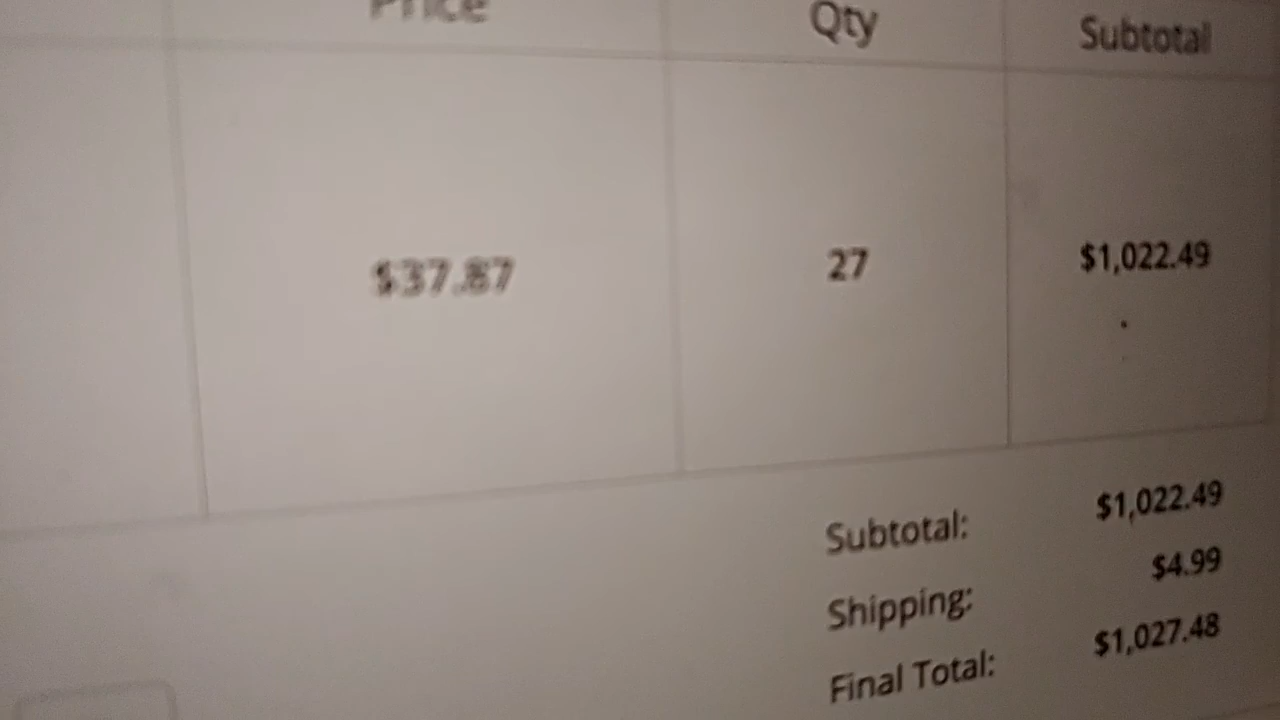 Price Qty Subtotal
$37.87 27 $1,022.49
Subtotal: $1,022.49
Shipping: $4.99
Final Total: $1,027.48